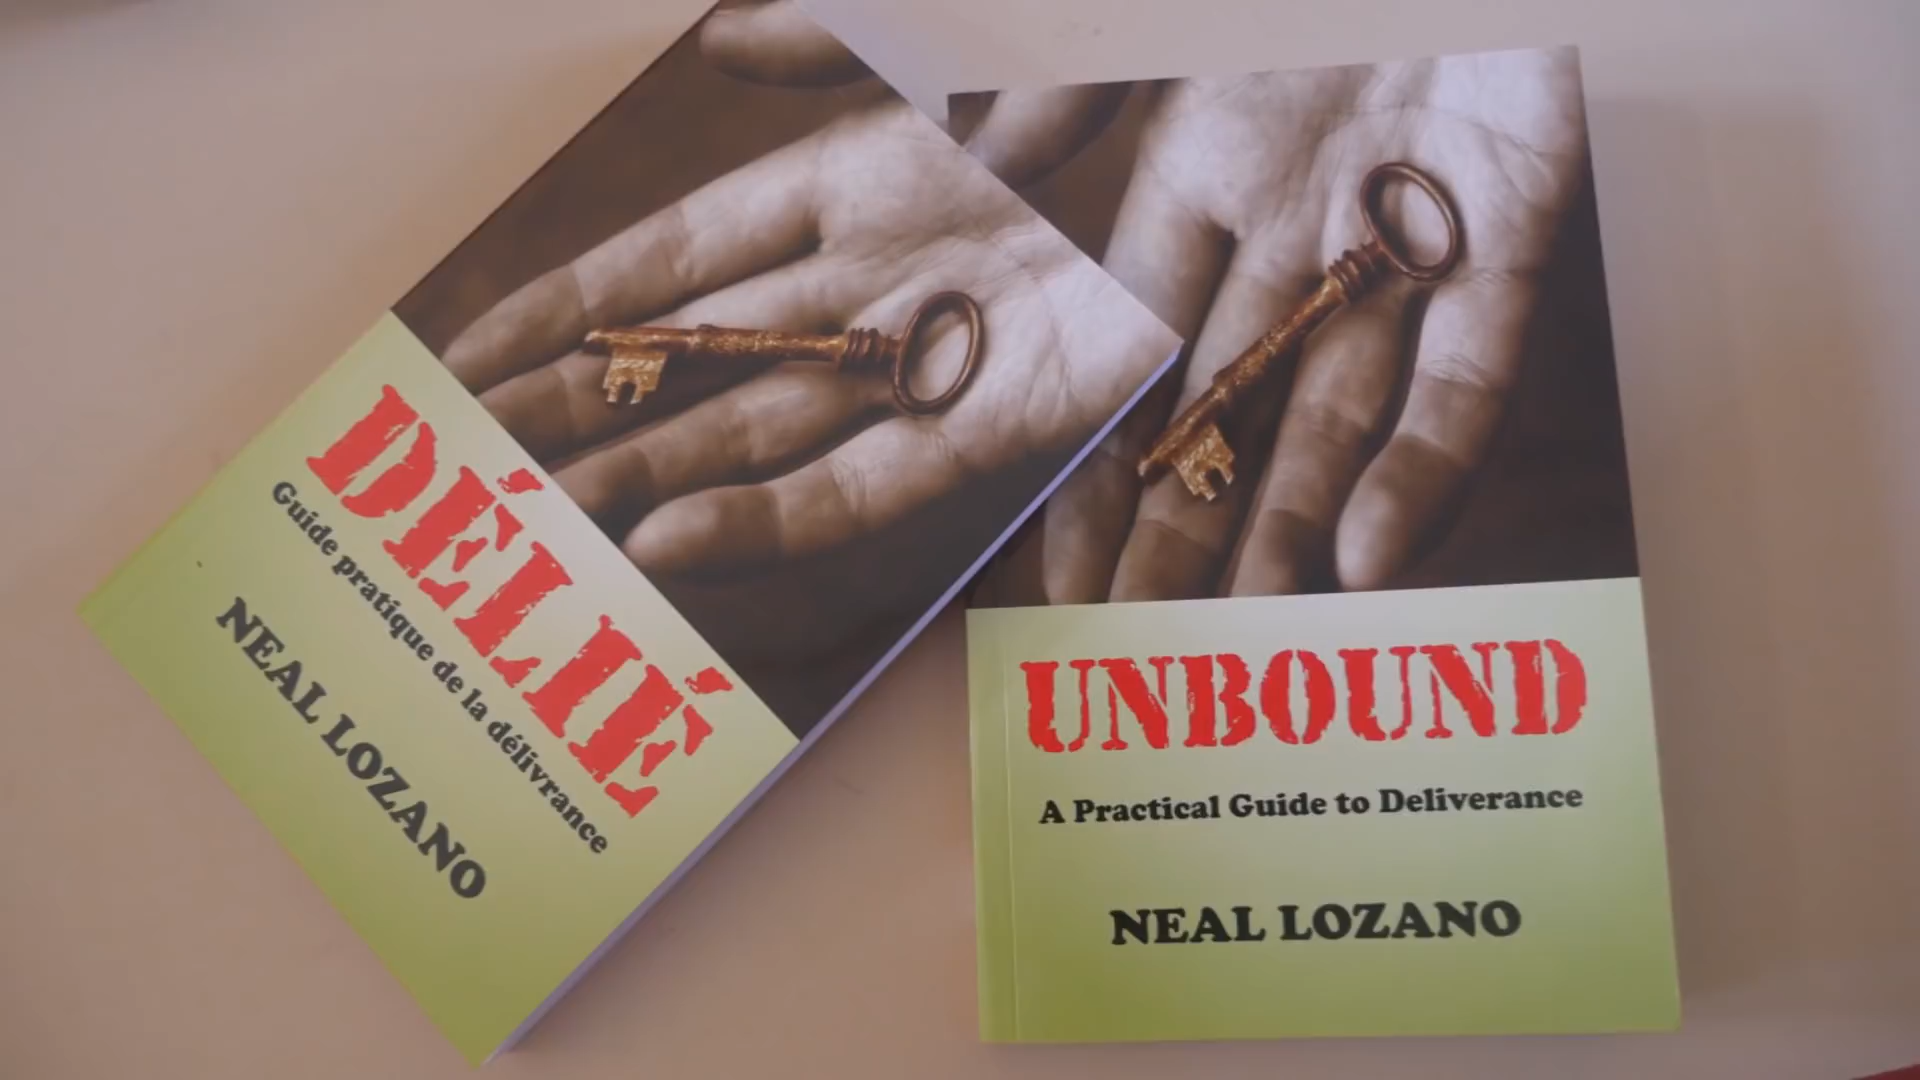 DÉLIÉ
Guide pratique de la délivrance
NEAL LOZANO
UNBOUND
A Practical Guide to Deliverance
NEAL LOZANO